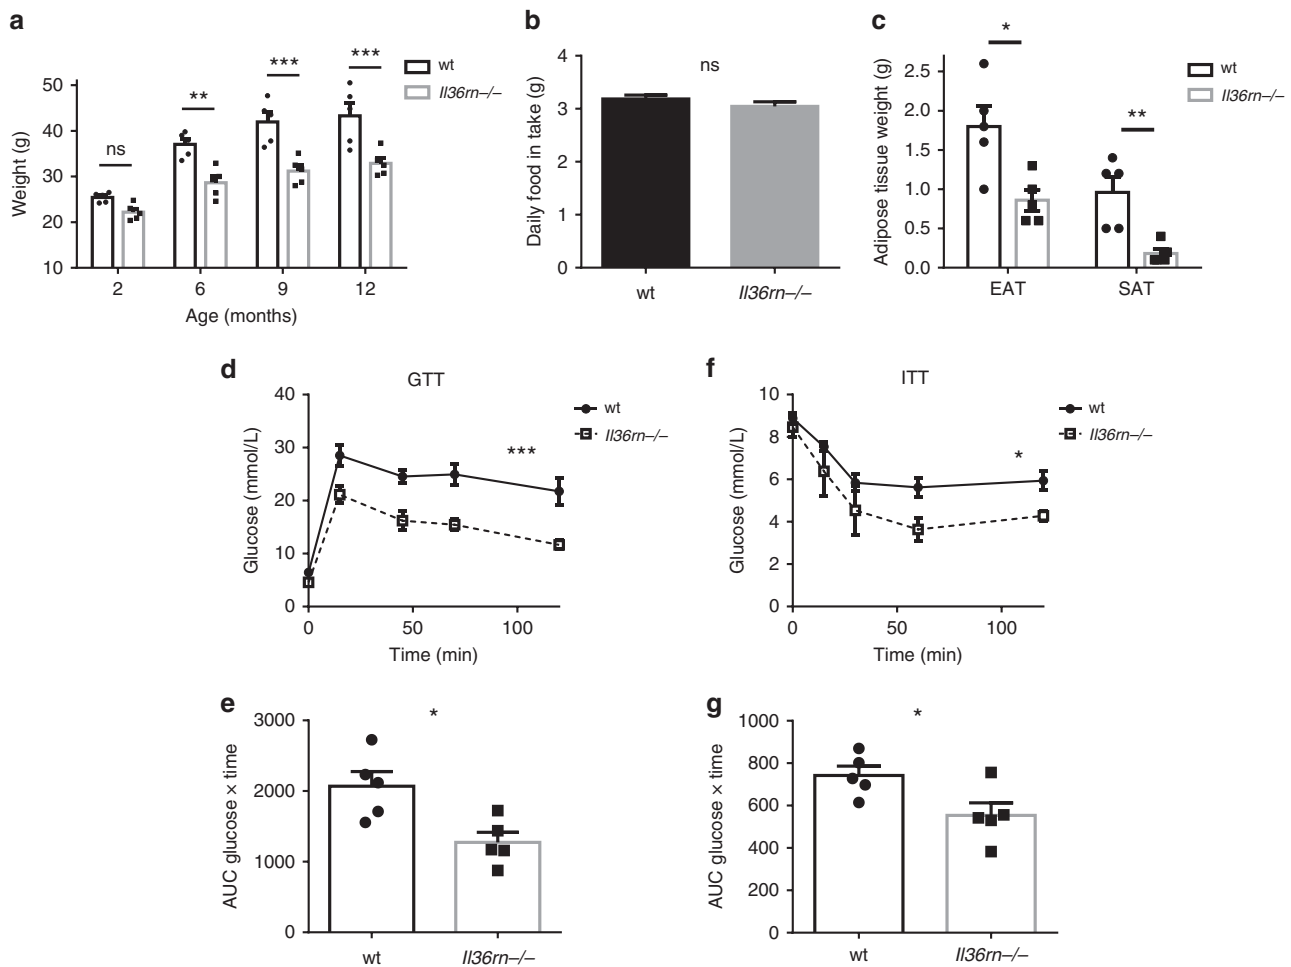 a
Weight (g)
50
40
30
20
10
ns
**
***
***
wt
Il36rn–/–
2 6 9 12
Age (months)
b
Daily food in take (g)
4
3
2
1
0
ns
wt Il36rn–/–
c
Adipose tissue weight (g)
2.5
2.0
1.5
1.0
0.5
0.0
*
**
wt
Il36rn–/–
EAT SAT
d
GTT
Glucose (mmol/L)
40
30
20
10
0
***
wt
Il36rn–/–
0 50 100
Time (min)
f
ITT
Glucose (mmol/L)
10
8
6
4
2
0
*
wt
Il36rn–/–
0 50 100
Time (min)
e
AUC glucose × time
3000
2000
1000
0
*
wt Il36rn–/–
g
AUC glucose × time
1000
800
600
400
200
0
*
wt Il36rn–/–